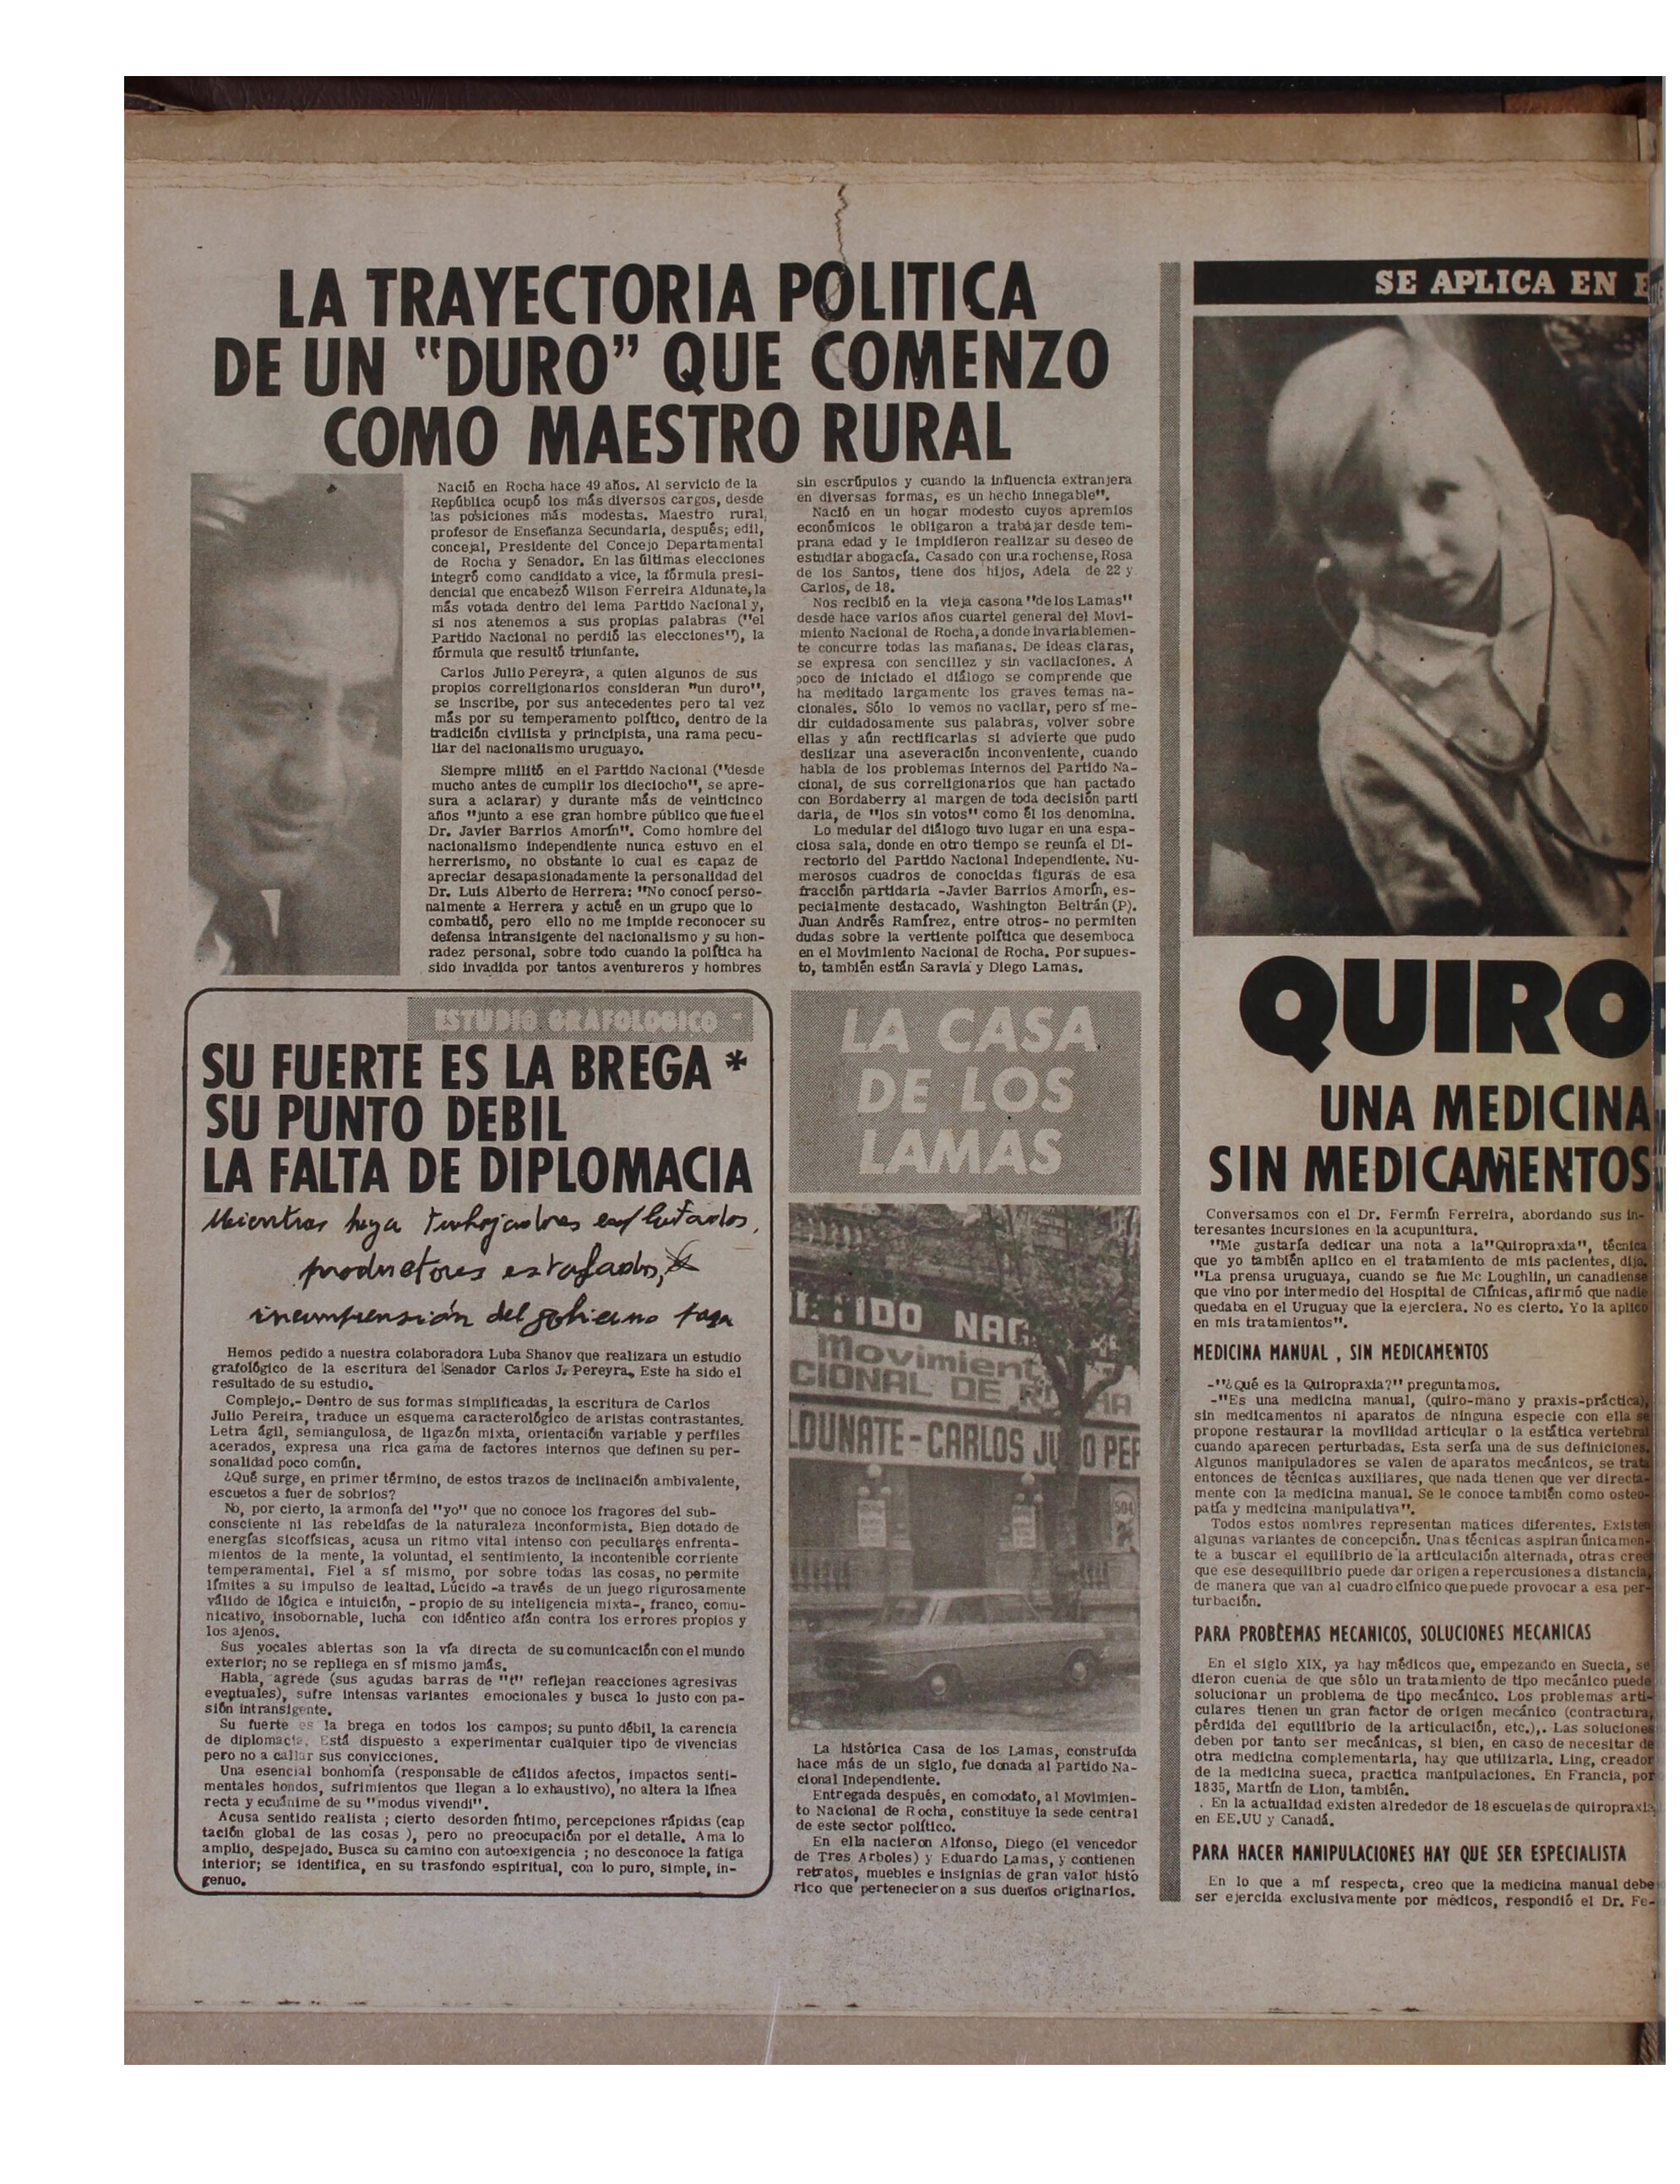 LA TRAYECTORIA POLITICA
DE UN "DURO" QUE COMENZO
COMO MAESTRO RURAL
Nació en Rocha hace 49 años. Al servicio de la
República ocupó los más diversos cargos, desde
las posiciones más modestas. Maestro rural,
profesor de Enseñanza Secundaria, después; edil,
concejal, Presidente del Concejo Departamental
de Rocha y Senador. En las últimas elecciones
integró como candidato a vice, la fórmula presi-
dencial que encabezó Wilson Ferreira Aldunate, la
más votada dentro del lema Partido Nacional y,
si nos atenemos a sus propias palabras ("el
Partido Nacional no perdió las elecciones"), la
fórmula que resultó triunfante.
Carlos Julio Pereyra, a quien algunos de sus
propios correligionarios consideran "un duro",
se inscribe, por sus antecedentes pero tal vez
más por su temperamento político, dentro de la
tradición civilista y principista, una rama pecu-
liar del nacionalismo uruguayo.
Siempre militó en el Partido Nacional ("desde
mucho antes de cumplir los dieciocho", se apre-
sura a aclarar) y durante más de veinticinco
años "junto a ese gran hombre público que fue el
Dr. Javier Barrios Amorín". Como hombre del
nacionalismo independiente nunca estuvo en el
herrerismo, no obstante lo cual es capaz de
apreciar desapasionadamente la personalidad del
Dr. Luis Alberto de Herrera: "No conocí perso-
nalmente a Herrera y actué en un grupo que lo
combatió, pero ello no me impide reconocer su
defensa intransigente del nacionalismo y su hon-
radez personal, sobre todo cuando la política ha
sido invadida por tantos aventureros y hombres
sin escrúpulos y cuando la influencia extranjera
en diversas formas, es un hecho innegable".
Nació en un hogar modesto cuyos apremios
económicos le obligaron a trabajar desde tem-
prana edad y le impidieron realizar su deseo de
estudiar abogacía. Casado con una rochense, Rosa
de los Santos, tiene dos hijos, Adela de 22 y
Carlos, de 18.
Nos recibió en la vieja casona "de los Lamas"
desde hace varios años cuartel general del Movi-
miento Nacional de Rocha, a donde invariablemen-
te concurre todas las mañanas. De ideas claras,
se expresa con sencillez y sin vacilaciones. A
poco de iniciado el diálogo se comprende que
ha meditado largamente los graves temas na-
cionales. Sólo lo vemos no vacilar, pero sí me-
dir cuidadosamente sus palabras, volver sobre
ellas y aún rectificarlas si advierte que pudo
deslizar una aseveración inconveniente, cuando
habla de los problemas internos del Partido Na-
cional, de sus correligionarios que han pactado
con Bordaberry al margen de toda decisión parti
daria, de "los sin votos" como él los denomina.
Lo medular del diálogo tuvo lugar en una espa-
ciosa sala, donde en otro tiempo se reunía el Di-
rectorio del Partido Nacional Independiente. Nu-
merosos cuadros de conocidas figuras de esa
fracción partidaria -Javier Barrios Amorín, es-
pecialmente destacado, Washington Beltrán (P).
Juan Andrés Ramírez, entre otros- no permiten
dudas sobre la vertiente política que desemboca
en el Movimiento Nacional de Rocha. Por supues-
to, también están Saravia y Diego Lamas.
ESTUDIO GRAFOLOGICO -
SU FUERTE ES LA BREGA *
SU PUNTO DEBIL
LA FALTA DE DIPLOMACIA
Mientras haya trabajadores explotados,
productores estafados,
incomprensión del gobierno para
Hemos pedido a nuestra colaboradora Luba Shanov que realizara un estudio
grafológico de la escritura del Senador Carlos J. Pereyra, Este ha sido el
resultado de su estudio.
Complejo.- Dentro de sus formas simplificadas, la escritura de Carlos
Julio Pereira, traduce un esquema caracterológico de aristas contrastantes.
Letra ágil, semiangulosa, de ligazón mixta, orientación variable y perfiles
acerados, expresa una rica gama de factores internos que definen su per-
sonalidad poco común.
¿Qué surge, en primer término, de estos trazos de inclinación ambivalente,
escuetos a fuer de sobrios?
No, por cierto, la armonía del "yo" que no conoce los fragores del sub-
consciente ni las rebeldías de la naturaleza inconformista. Bien dotado de
energías sicofísicas, acusa un ritmo vital intenso con peculiares enfrenta-
mientos de la mente, la voluntad, el sentimiento, la incontenible corriente
temperamental. Fiel a sí mismo, por sobre todas las cosas, no permite
límites a su impulso de lealtad. Lúcido -a través de un juego rigurosamente
válido de lógica e intuición, -propio de su inteligencia mixta-, franco, comu-
nicativo, insobornable, lucha con idéntico afán contra los errores propios y
los ajenos.
Sus vocales abiertas son la vía directa de su comunicación con el mundo
exterior; no se repliega en sí mismo jamás.
Habla, agrede (sus agudas barras de "t" reflejan reacciones agresivas
eventuales), sufre intensas variantes emocionales y busca lo justo con pa-
sión intransigente.
Su fuerte es la brega en todos los campos; su punto débil, la carencia
de diplomacia. Está dispuesto a experimentar cualquier tipo de vivencias
pero no a callar sus convicciones.
Una esencial bonhomía (responsable de cálidos afectos, impactos senti-
mentales hondos, sufrimientos que llegan a lo exhaustivo), no altera la línea
recta y ecuánime de su "modus vivendi".
Acusa sentido realista ; cierto desorden íntimo, percepciones rápidas (cap
tación global de las cosas ), pero no preocupación por el detalle. Ama lo
amplio, despejado. Busca su camino con autoexigencia ; no desconoce la fatiga
interior; se identifica, en su trasfondo espiritual, con lo puro, simple, in-
genuo.
LA CASA
DE LOS
LAMAS
TIDO NAC
Movimient
CIONAL DE R HA
LDUNATE-CARLOS JU O PER
504
La histórica Casa de los Lamas, construída
hace más de un siglo, fue donada al Partido Na-
cional Independiente.
Entregada después, en comodato, al Movimien-
to Nacional de Rocha, constituye la sede central
de este sector político.
En ella nacieron Alfonso, Diego (el vencedor
de Tres Arboles) y Eduardo Lamas, y contienen
retratos, muebles e insignias de gran valor histó
rico que pertenecieron a sus dueños originarios.
SE APLICA EN E
QUIRO
UNA MEDICINA
SIN MEDICAMENTOS
Conversamos con el Dr. Fermín Ferreira, abordando sus in-
teresantes incursiones en la acupunitura.
"Me gustaría dedicar una nota a la "Quiropraxia", técnica
que yo también aplico en el tratamiento de mis pacientes, dijo.
"La prensa uruguaya, cuando se fue Mc Loughlin, un canadiense
que vino por intermedio del Hospital de Clínicas, afirmó que nadie
quedaba en el Uruguay que la ejerciera. No es cierto. Yo la aplico
en mis tratamientos".
MEDICINA MANUAL , SIN MEDICAMENTOS
-"¿Qué es la Quiropraxia?" preguntamos.
-"Es una medicina manual, (quiro-mano y praxis-práctica),
sin medicamentos ni aparatos de ninguna especie con ella se
propone restaurar la movilidad articular o la estática vertebral
cuando aparecen perturbadas. Esta sería una de sus definiciones.
Algunos manipuladores se valen de aparatos mecánicos, se trata
entonces de técnicas auxiliares, que nada tienen que ver directa-
mente con la medicina manual. Se le conoce también como osteo-
patía y medicina manipulativa".
Todos estos nombres representan matices diferentes. Existen
algunas variantes de concepción. Unas técnicas aspiran únicamen-
te a buscar el equilibrio de la articulación alternada, otras creen
que ese desequilibrio puede dar origen a repercusiones a distancia,
de manera que van al cuadro clínico que puede provocar a esa per-
turbación.
PARA PROBLEMAS MECANICOS, SOLUCIONES MECANICAS
En el siglo XIX, ya hay médicos que, empezando en Suecia, se
dieron cuenta de que sólo un tratamiento de tipo mecánico puede
solucionar un problema de tipo mecánico. Los problemas arti-
culares tienen un gran factor de origen mecánico (contractura,
pérdida del equilibrio de la articulación, etc.),. Las soluciones
deben por tanto ser mecánicas, si bien, en caso de necesitar de
otra medicina complementaria, hay que utilizarla. Ling, creador
de la medicina sueca, practica manipulaciones. En Francia, por
1835, Martín de Lion, también.
. En la actualidad existen alrededor de 18 escuelas de quiropraxia
en EE.UU y Canadá.
PARA HACER MANIPULACIONES HAY QUE SER ESPECIALISTA
En lo que a mí respecta, creo que la medicina manual debe
ser ejercida exclusivamente por médicos, respondió el Dr. Fe-